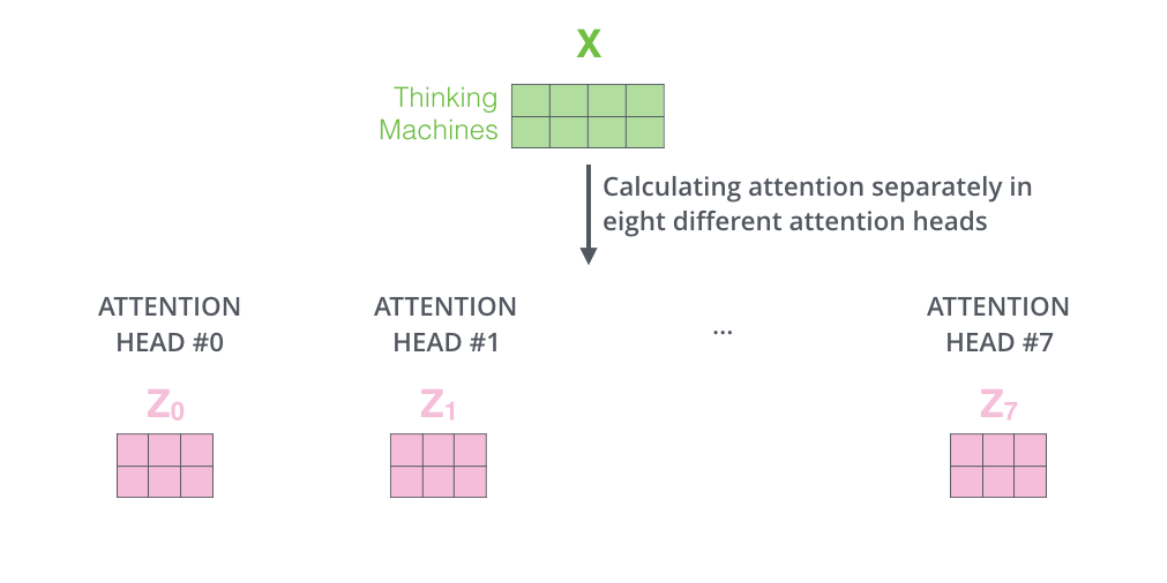 X
Thinking
Machines
Calculating attention separately in
eight different attention heads
ATTENTION
HEAD #0
ATTENTION
HEAD #1
...
ATTENTION
HEAD #7
Z0
Z1
Z7